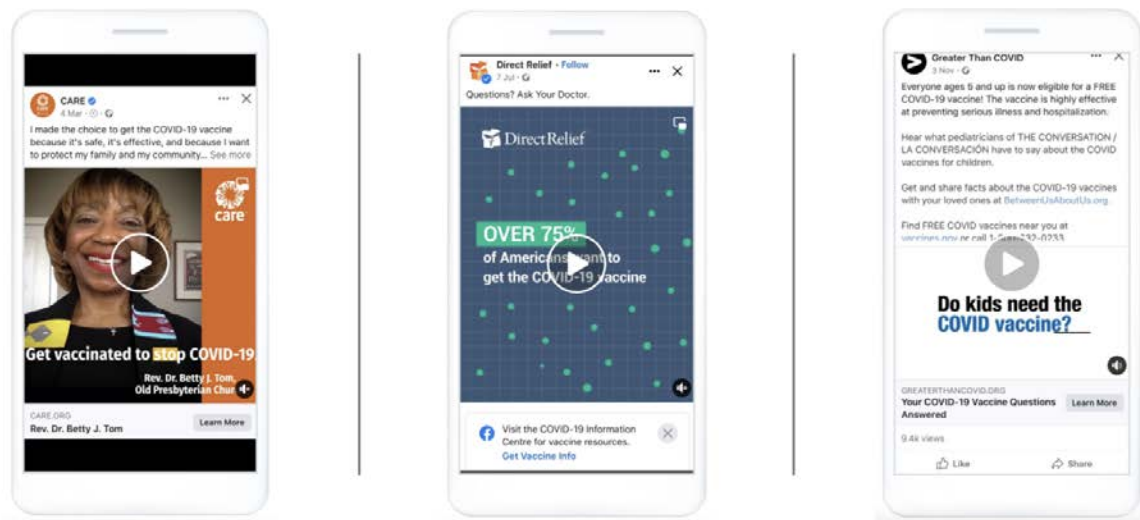 CARE
4 Mar
I made the choice to get the COVID-19 vaccine
because it's safe, it's effective, and because I want
to protect my family and my community... See more
care
Get vaccinated to stop COVID-19
Rev. Dr. Betty J. Tom,
Old Presbyterian Chur
CARE.ORG
Rev. Dr. Betty J. Tom
Learn More
Direct Relief · Follow
7 Jul
Questions? Ask Your Doctor.
DirectRelief
OVER 75%
of Americans want to
get the COVID-19 vaccine
Visit the COVID-19 Information
Centre for vaccine resources.
Get Vaccine Info
Greater Than COVID
3 Nov
Everyone ages 5 and up is now eligible for a FREE
COVID-19 vaccine! The vaccine is highly effective
at preventing serious illness and hospitalization.
Hear what pediatricians of THE CONVERSATION /
LA CONVERSACIÓN have to say about the COVID
vaccines for children.
Get and share facts about the COVID-19 vaccines
with your loved ones at BetweenUsAboutUs.org
Find FREE COVID vaccines near you at
vaccines.gov or call 1-
Do kids need the
COVID vaccine?
GREATERTHANCOVID.ORG
Your COVID-19 Vaccine Questions
Answered
Learn More
9.4k views
Like
Share